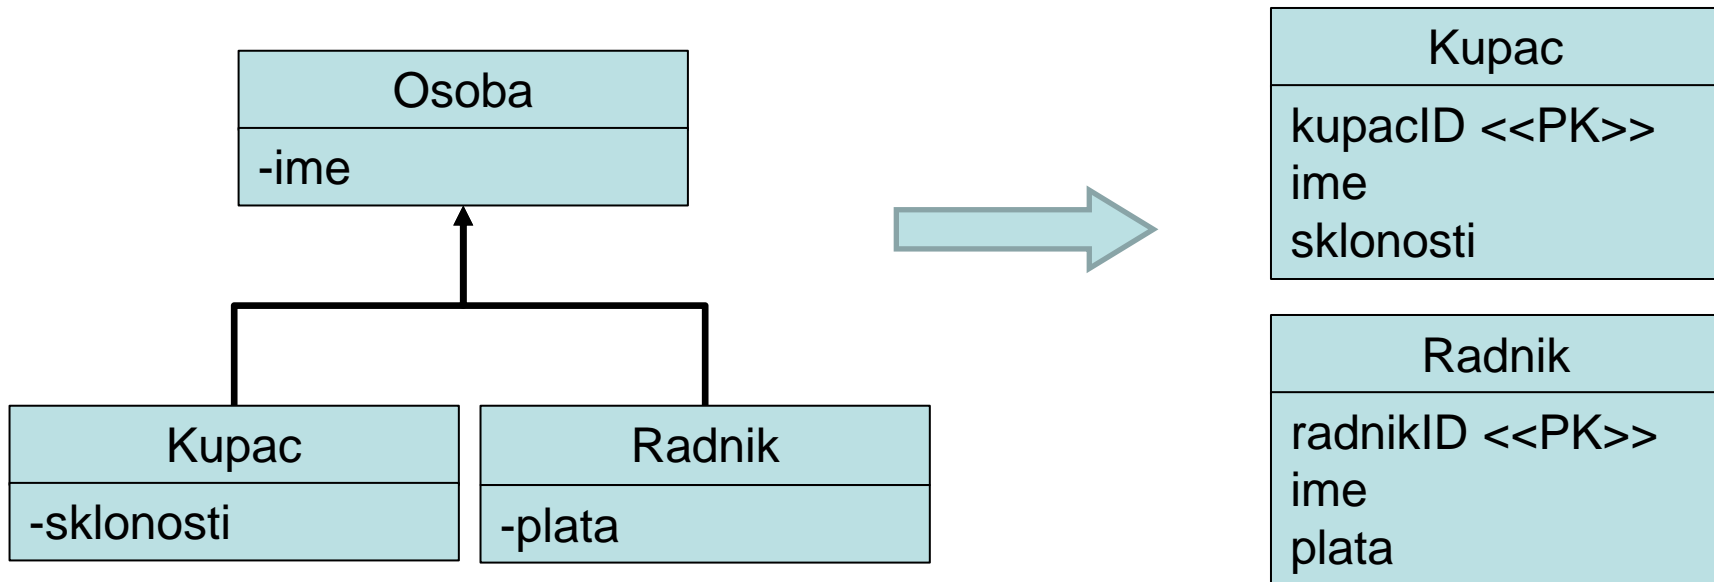 Osoba
-ime
Kupac
-sklonosti
Radnik
-plata
Kupac
kupacID <<PK>>
ime
sklonosti
Radnik
radnikID <<PK>>
ime
plata